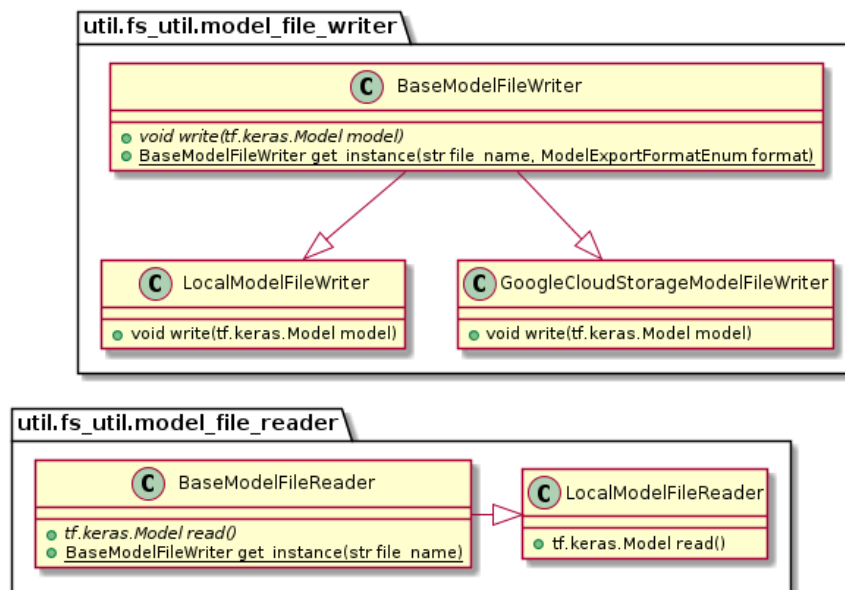 util.fs_util.model_file_writer
C BaseModelFileWriter
void write(tf.keras.Model model)
BaseModelFileWriter get_instance(str file_name, ModelExportFormatEnum format)
C LocalModelFileWriter
void write(tf.keras.Model model)
C GoogleCloudStorageModelFileWriter
void write(tf.keras.Model model)
util.fs_util.model_file_reader
C BaseModelFileReader
tf.keras.Model read()
BaseModelFileWriter get_instance(str file_name)
C LocalModelFileReader
tf.keras.Model read()